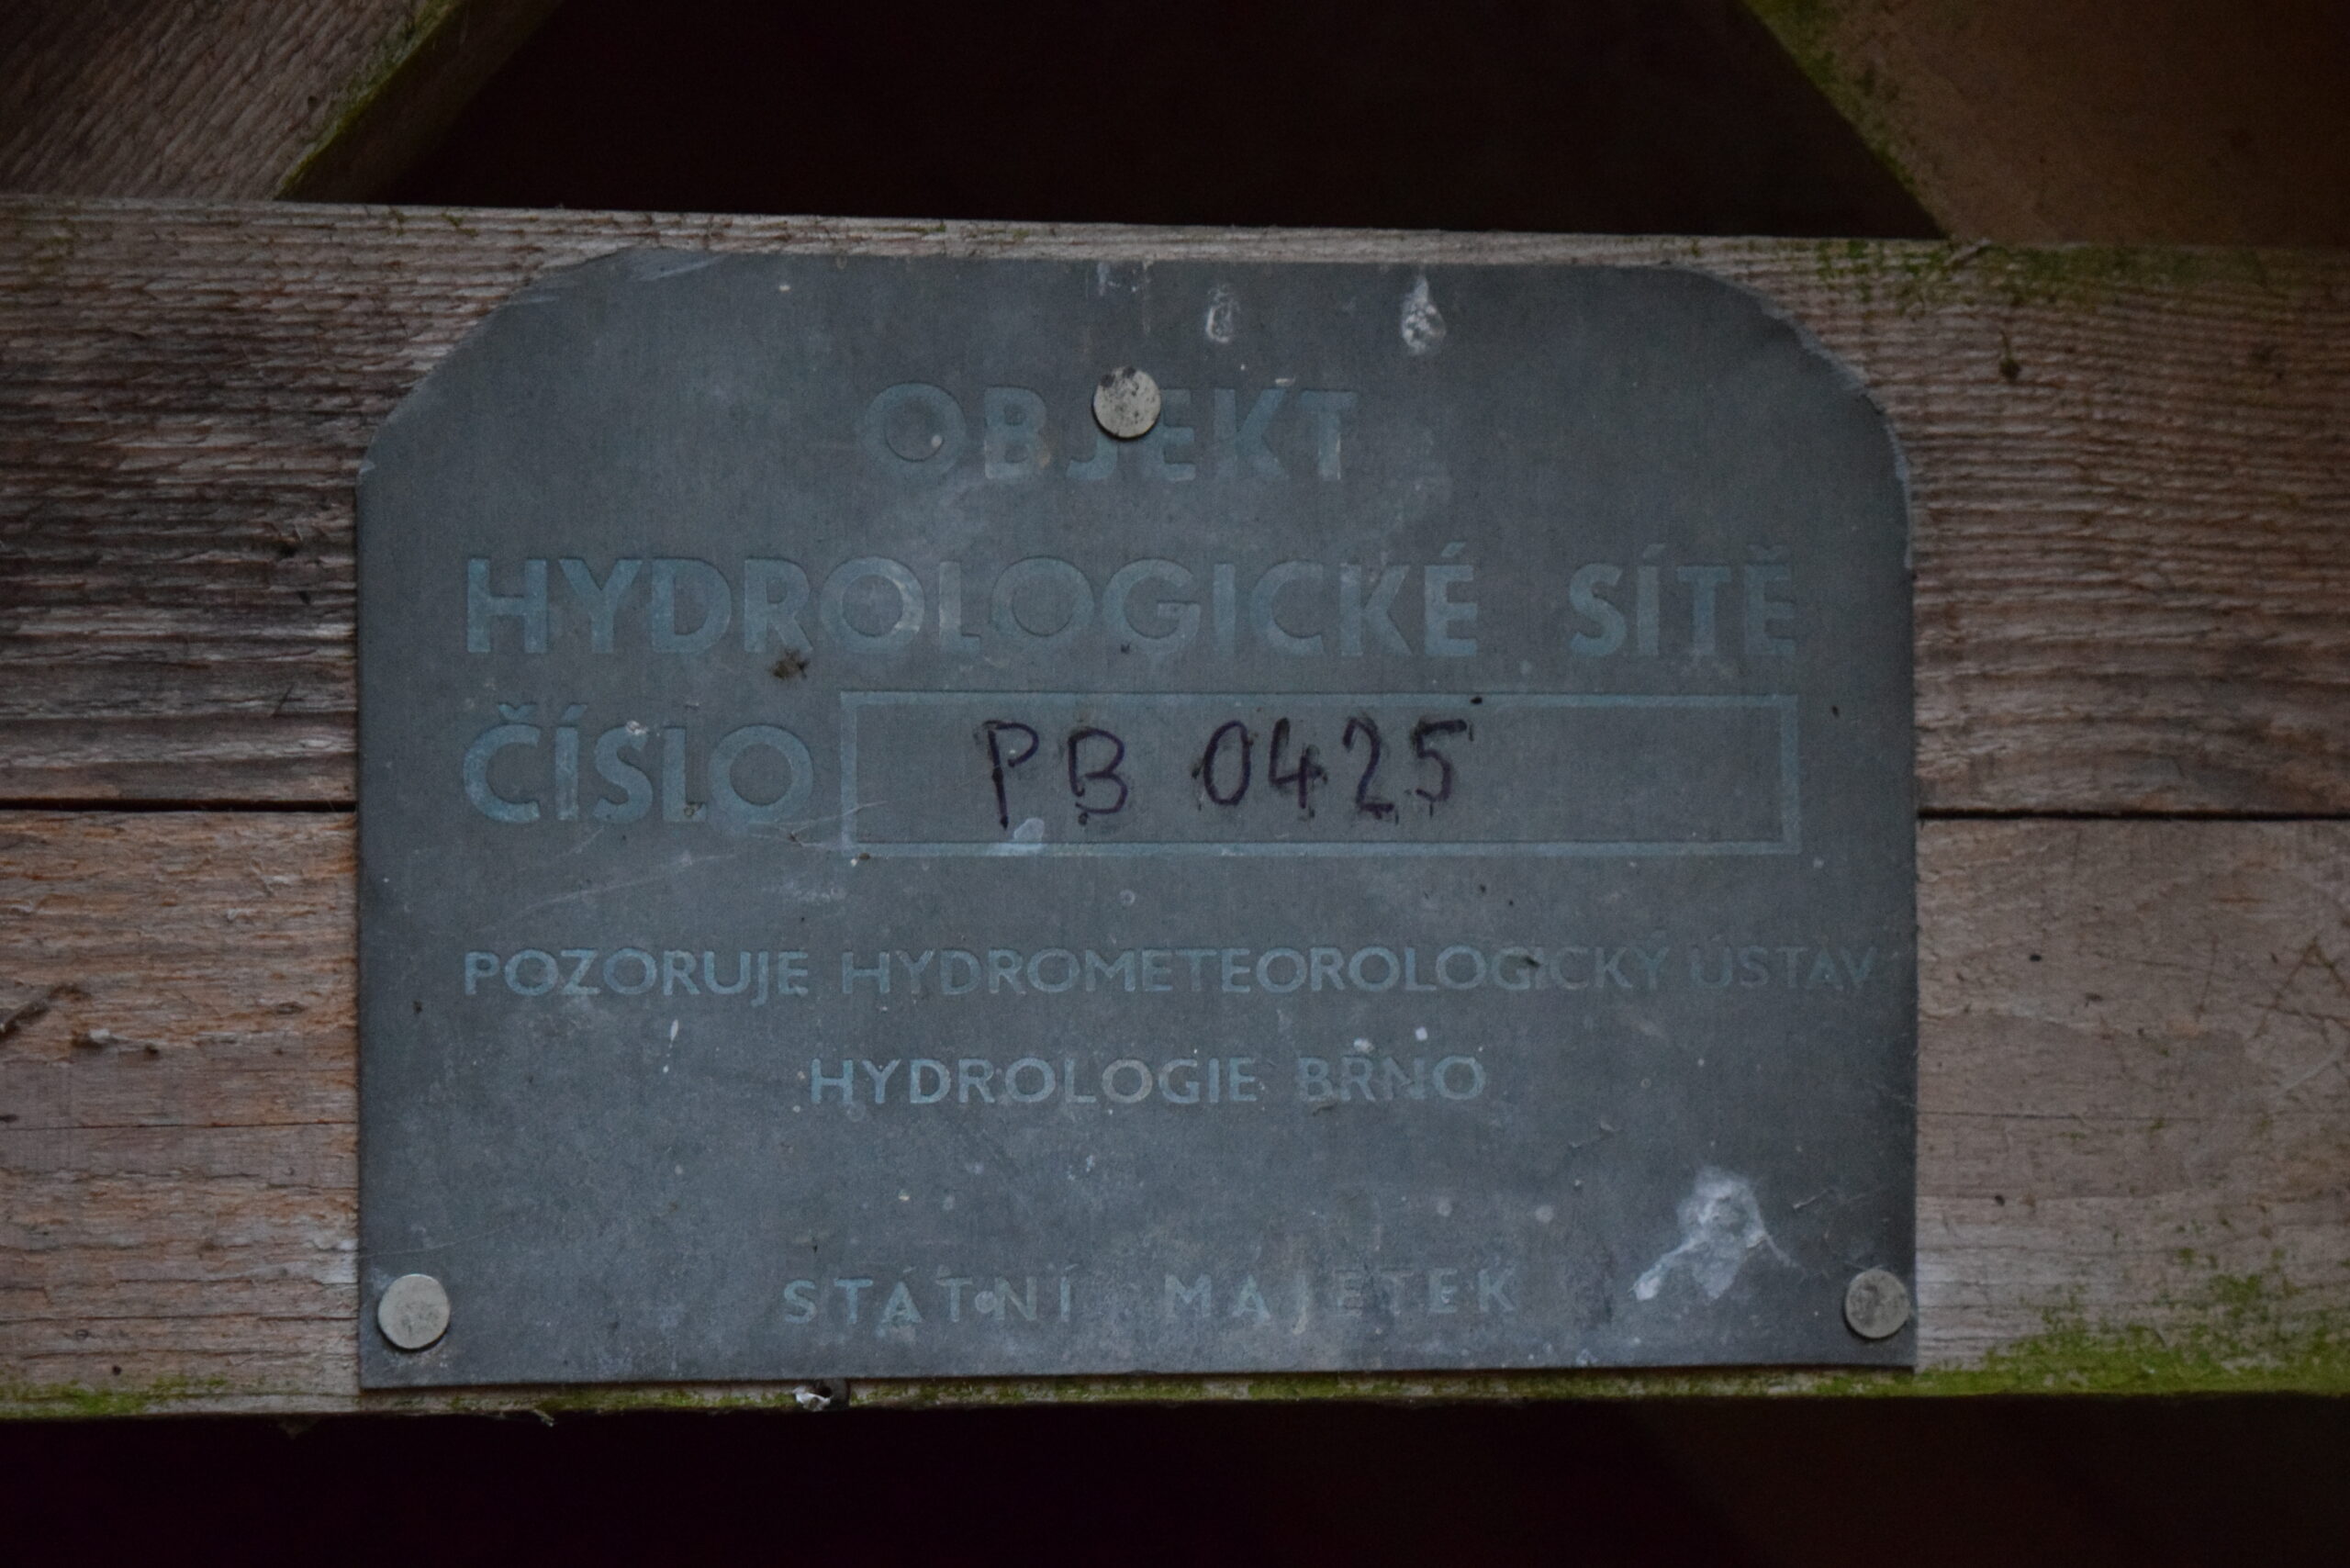 OBJEKT
HYDROLOGICKÉ SÍTĚ
ČÍSLO PB 0425
POZORUJE HYDROMETEOROLOGICKÝ ÚSTAV
HYDROLOGIE BRNO
STÁTNÍ MAJETEK